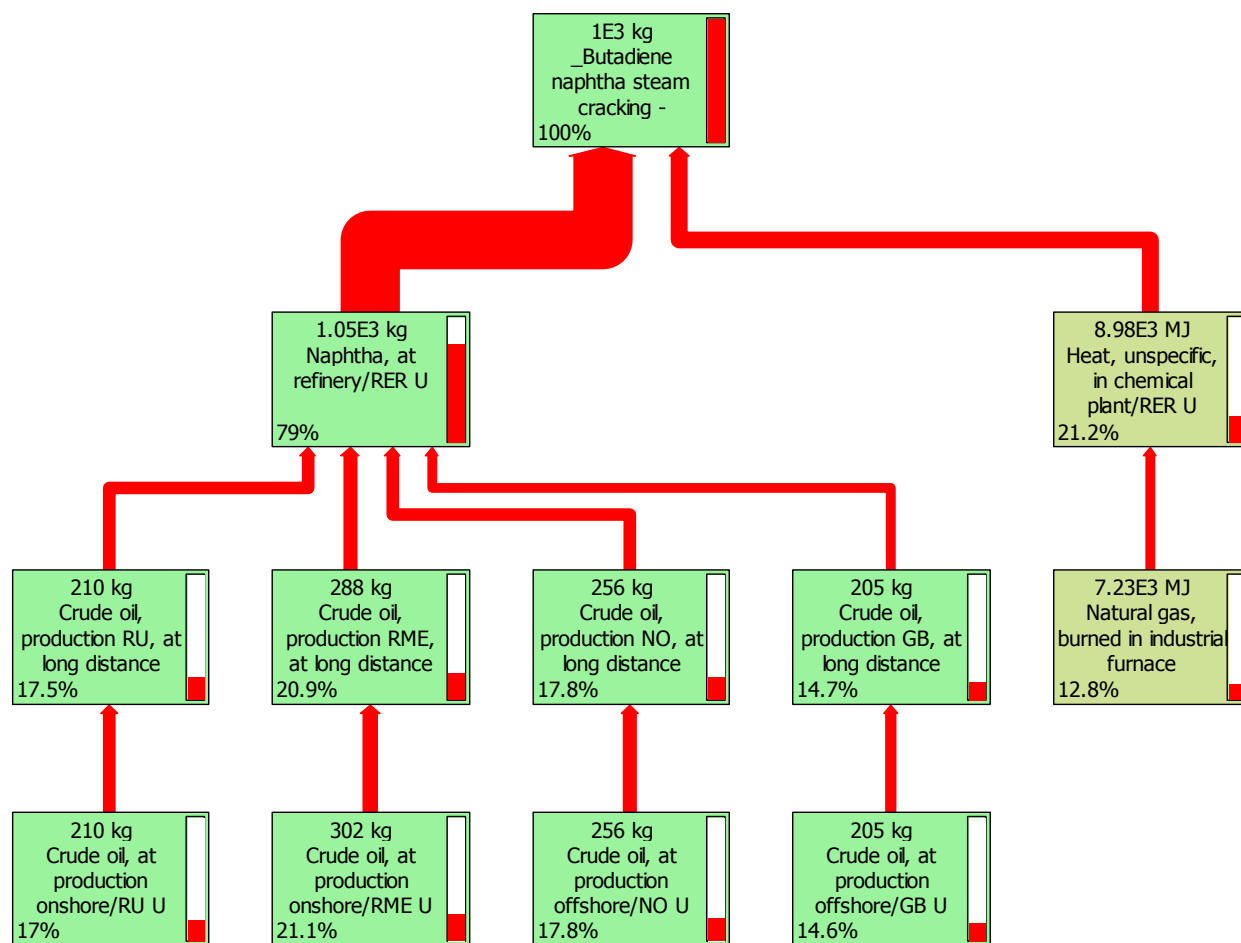 1E3 kg
_Butadiene
naphtha steam
cracking -
100%
1.05E3 kg
Naphtha, at
refinery/RER U
79%
8.98E3 MJ
Heat, unspecific,
in chemical
plant/RER U
21.2%
210 kg
Crude oil,
production RU, at
long distance
17.5%
288 kg
Crude oil,
production RME,
at long distance
20.9%
256 kg
Crude oil,
production NO, at
long distance
17.8%
205 kg
Crude oil,
production GB, at
long distance
14.7%
7.23E3 MJ
Natural gas,
burned in industrial
furnace
12.8%
210 kg
Crude oil, at
production
onshore/RU U
17%
302 kg
Crude oil, at
production
onshore/RME U
21.1%
256 kg
Crude oil, at
production
offshore/NO U
17.8%
205 kg
Crude oil, at
production
offshore/GB U
14.6%